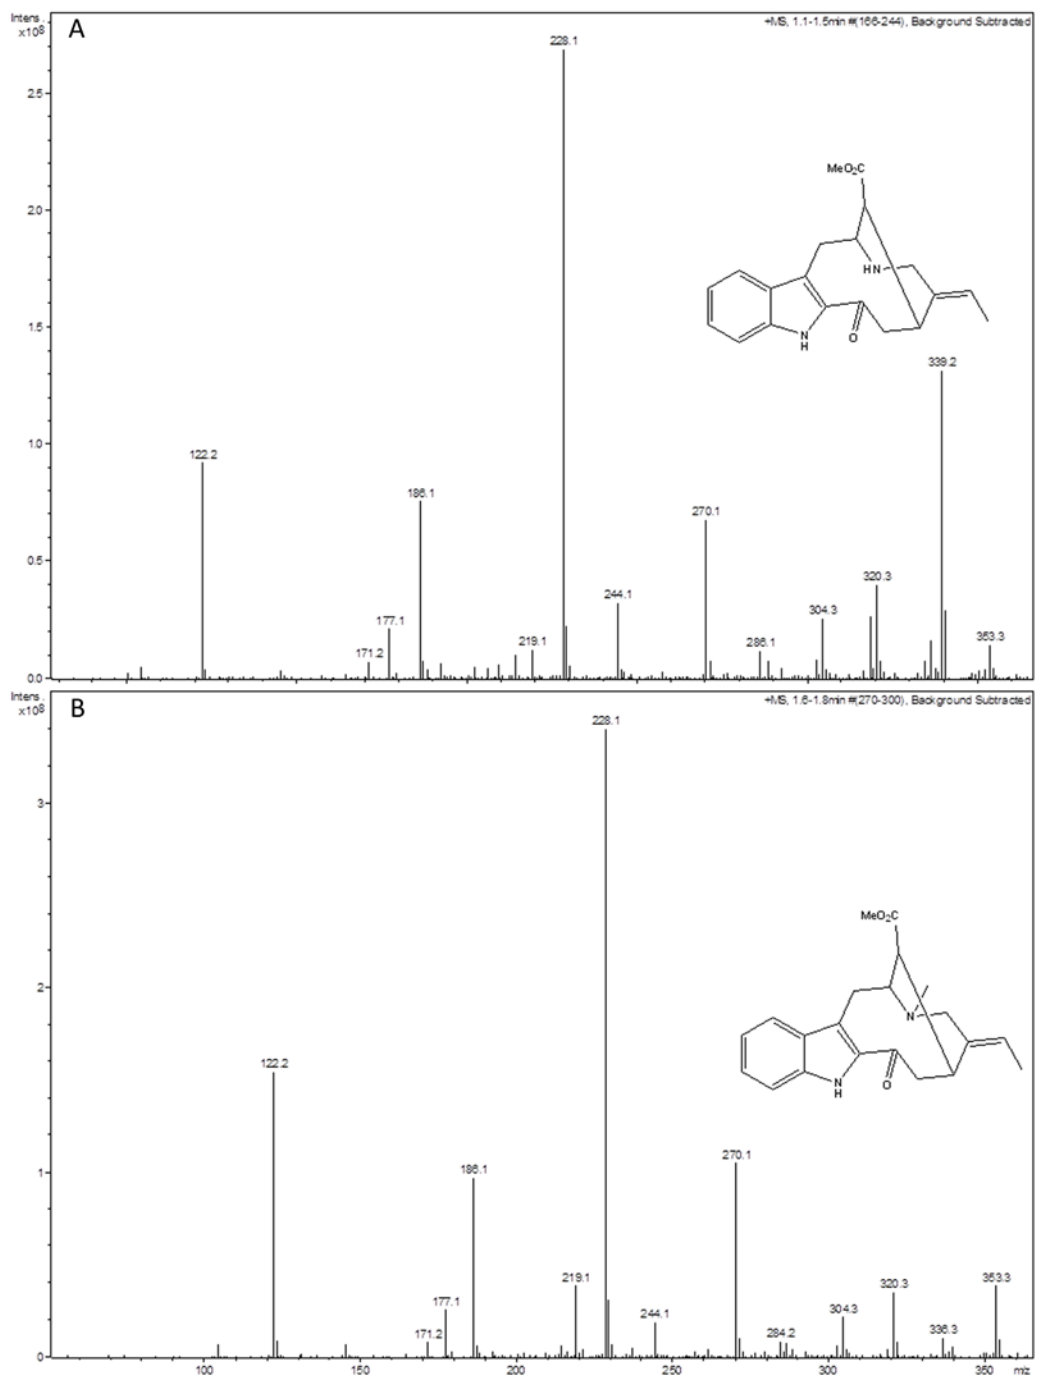 Intens.
x10⁸
A
+MS, 1.1-1.5min #(166-244), Background Subtracted
228.1
2.5
MeO₂C
2.0
HN
1.5
N
H
O
339.2
1.0
122.2
186.1
270.1
0.5
320.3
244.1
304.3
177.1
219.1
286.1
353.3
171.2
0.0
Intens.
x10⁸
B
+MS, 1.6-1.8min #(270-300), Background Subtracted
228.1
3
MeO₂C
2
N
122.2
N
H
O
1
186.1
270.1
219.1
353.3
177.1
320.3
304.3
244.1
171.2
284.2
336.3
0
100
150
200
250
300
350
m/z